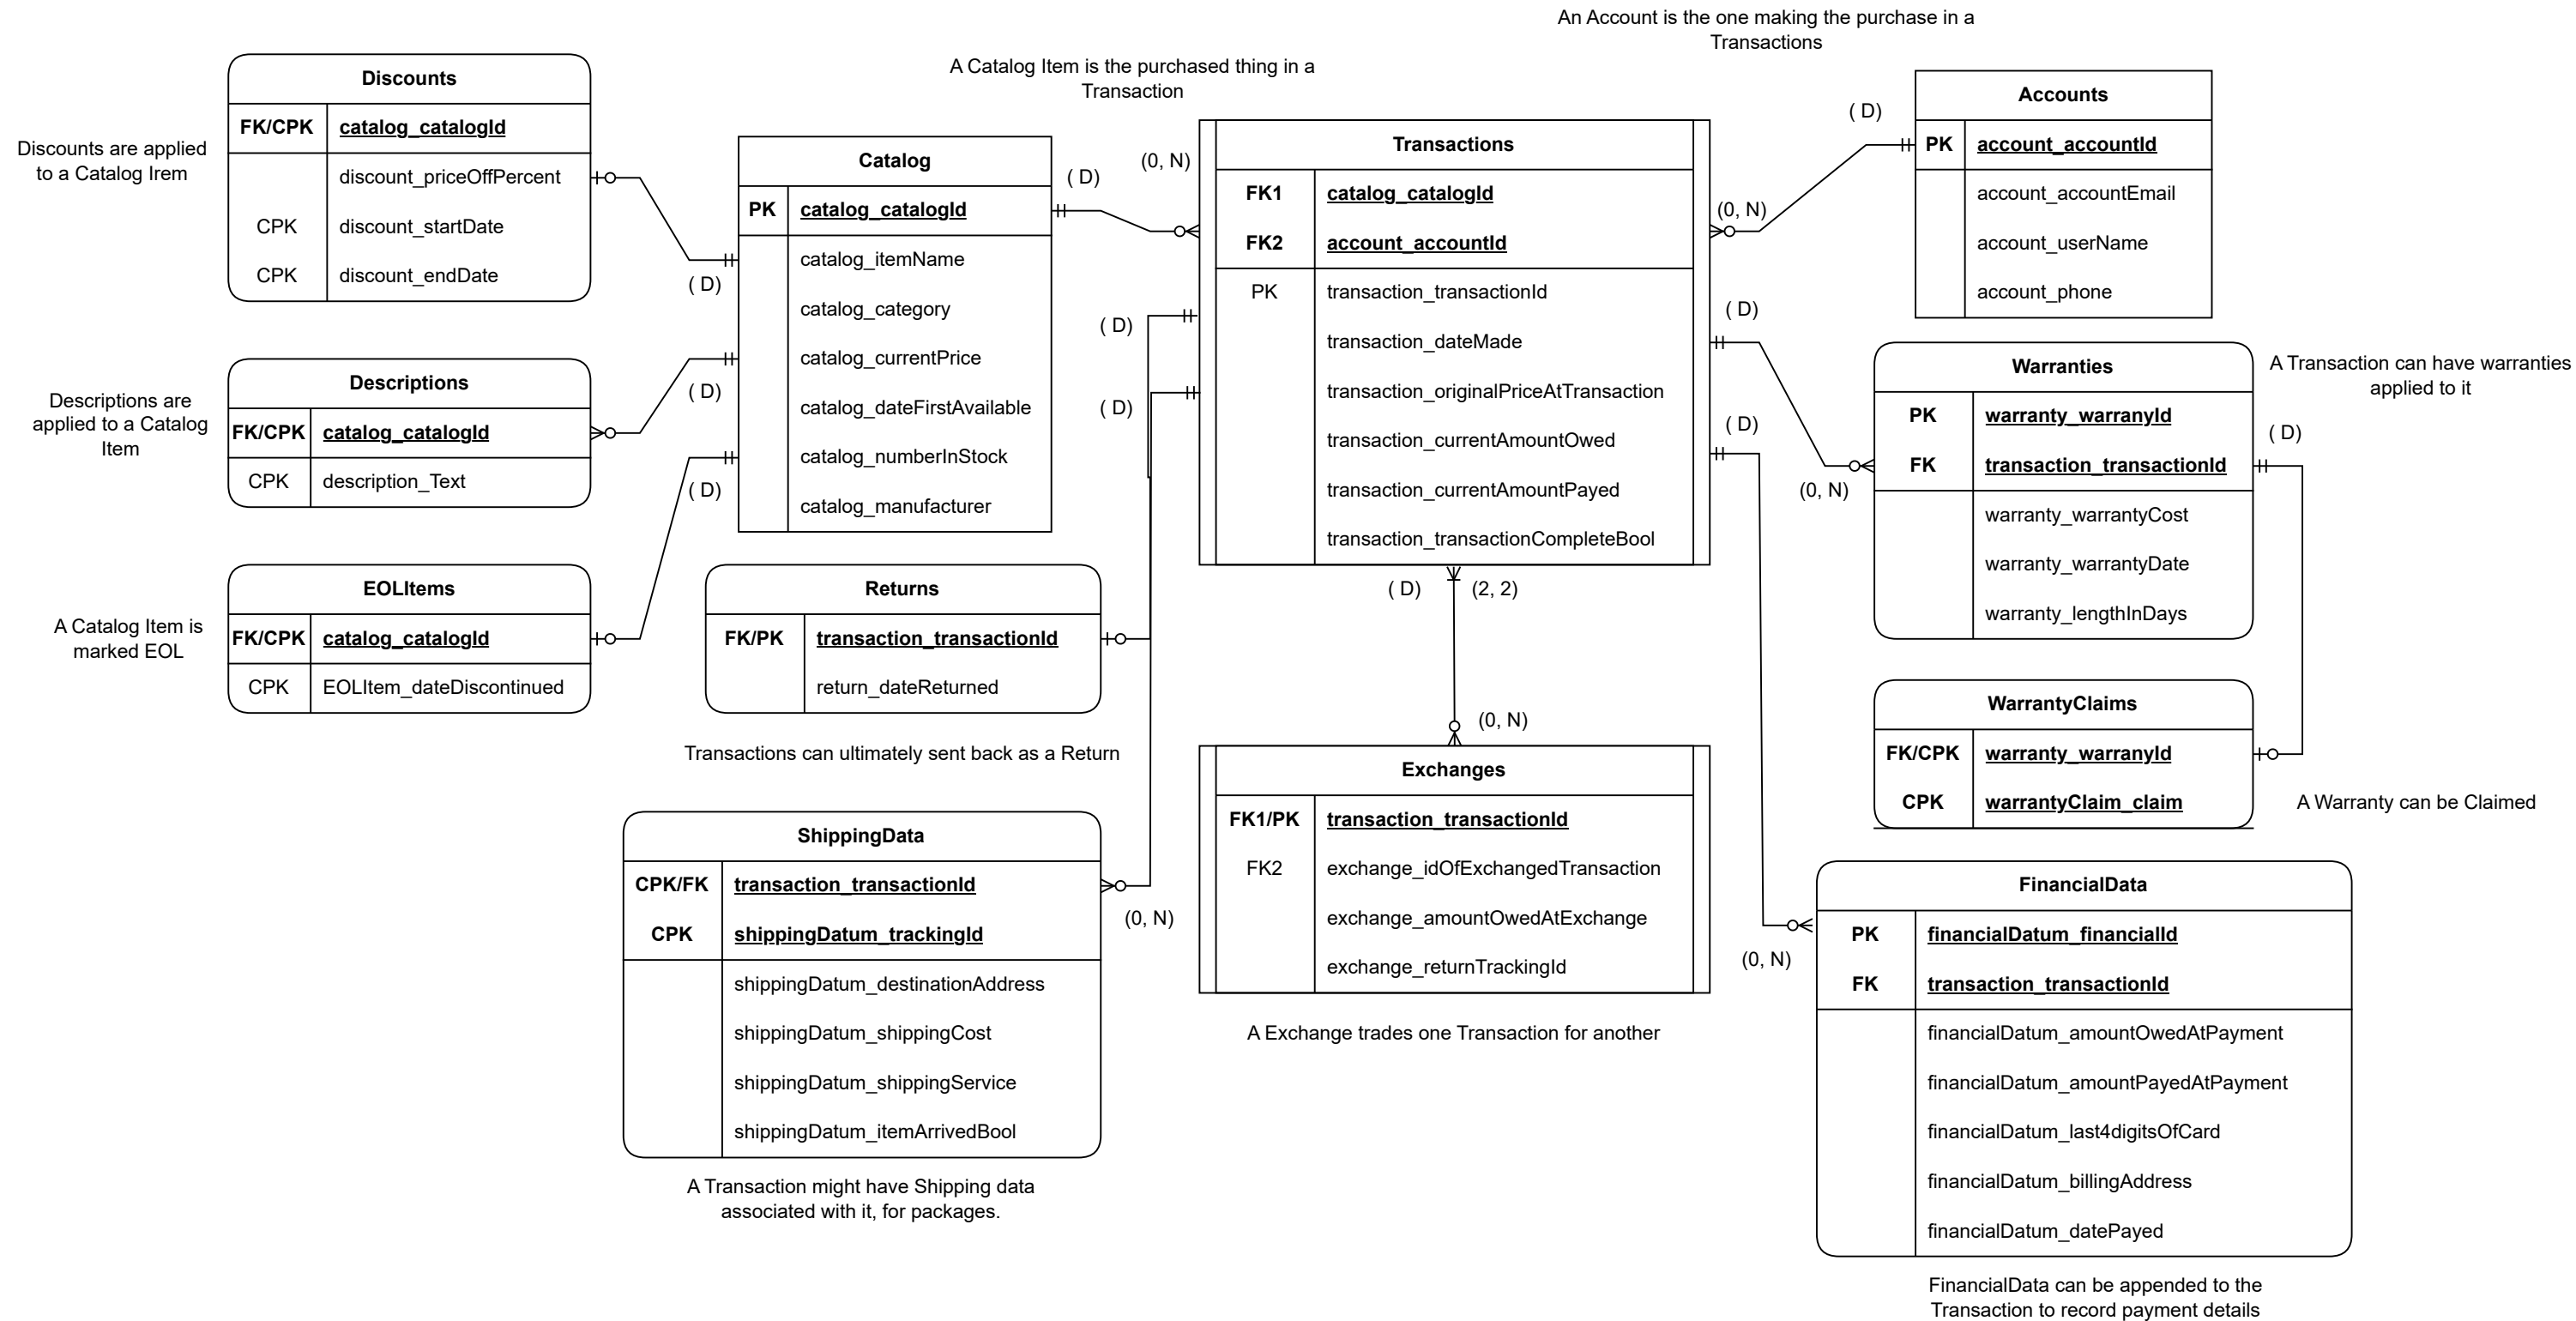 An Account is the one making the purchase in a
Transactions
A Catalog Item is the purchased thing in a
Transaction
Discounts are applied
to a Catalog Irem
Discounts
FK/CPK catalog_catalogId
discount_priceOffPercent
CPK discount_startDate
CPK discount_endDate
( D)
Descriptions are
applied to a Catalog
Item
Descriptions
FK/CPK catalog_catalogId
CPK description_Text
( D)
A Catalog Item is
marked EOL
EOLItems
FK/CPK catalog_catalogId
CPK EOLItem_dateDiscontinued
( D)
Catalog
PK catalog_catalogId
catalog_itemName
catalog_category
catalog_currentPrice
catalog_dateFirstAvailable
catalog_numberInStock
catalog_manufacturer
( D)
(0, N)
Transactions
FK1 catalog_catalogId
FK2 account_accountId
PK transaction_transactionId
transaction_dateMade
transaction_originalPriceAtTransaction
transaction_currentAmountOwed
transaction_currentAmountPayed
transaction_transactionCompleteBool
( D)
( D)
( D)
(0, N)
Accounts
PK account_accountId
account_accountEmail
account_userName
account_phone
( D)
( D)
(0, N)
Warranties
PK warranty_warranyId
FK transaction_transactionId
warranty_warrantyCost
warranty_warrantyDate
warranty_lengthInDays
A Transaction can have warranties
applied to it
( D)
WarrantyClaims
FK/CPK warranty_warranyId
CPK warrantyClaim_claim
A Warranty can be Claimed
Returns
FK/PK transaction_transactionId
return_dateReturned
Transactions can ultimately sent back as a Return
ShippingData
CPK/FK transaction_transactionId
CPK shippingDatum_trackingId
shippingDatum_destinationAddress
shippingDatum_shippingCost
shippingDatum_shippingService
shippingDatum_itemArrivedBool
(0, N)
A Transaction might have Shipping data
associated with it, for packages.
( D)
(2, 2)
(0, N)
Exchanges
FK1/PK transaction_transactionId
FK2 exchange_idOfExchangedTransaction
exchange_amountOwedAtExchange
exchange_returnTrackingId
A Exchange trades one Transaction for another
(0, N)
FinancialData
PK financialDatum_financialId
FK transaction_transactionId
financialDatum_amountOwedAtPayment
financialDatum_amountPayedAtPayment
financialDatum_last4digitsOfCard
financialDatum_billingAddress
financialDatum_datePayed
FinancialData can be appended to the
Transaction to record payment details